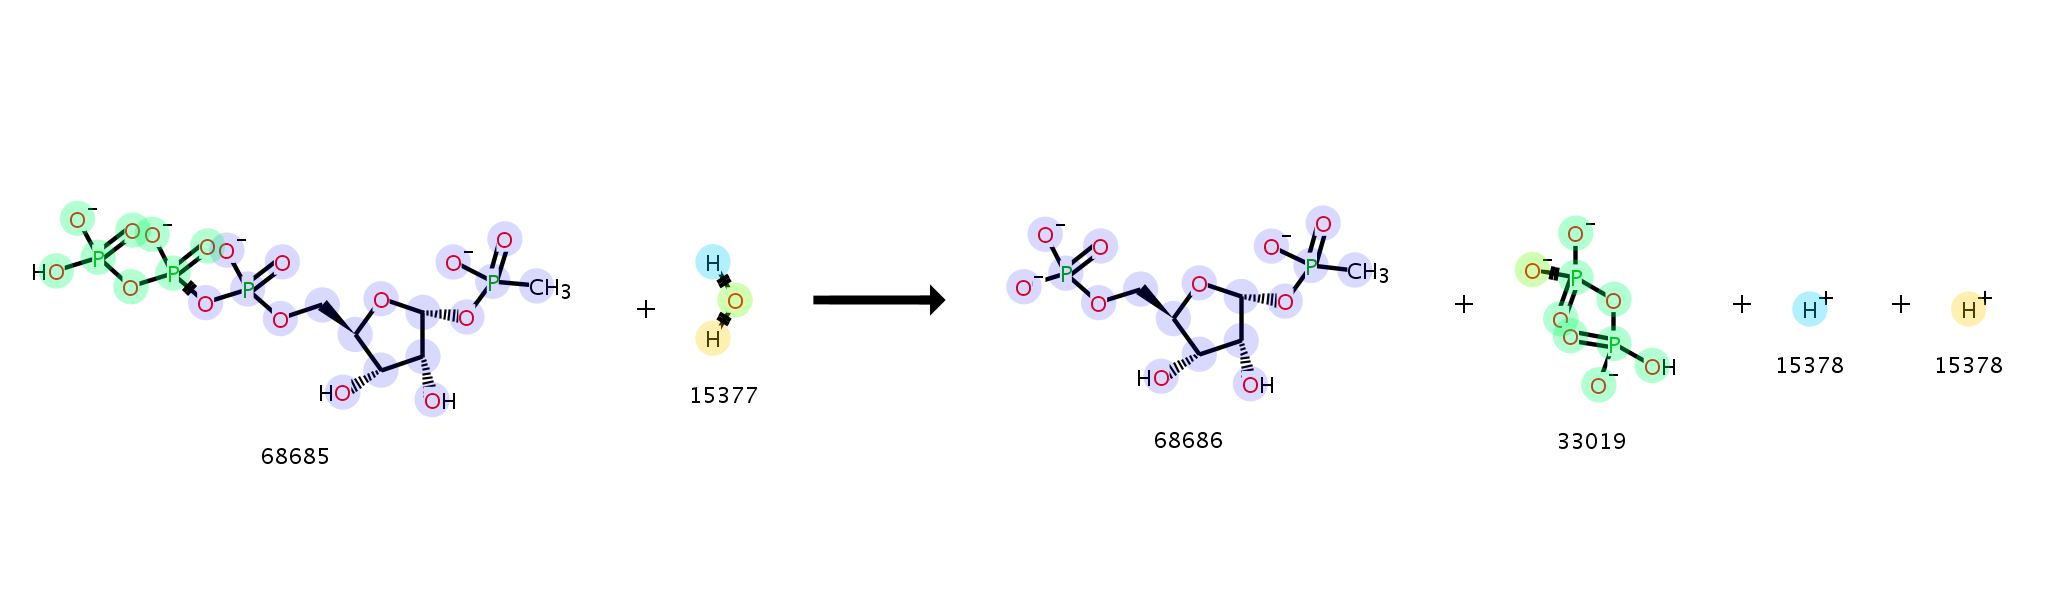 O⁻ O O⁻ O O⁻ O O⁻ O
HO P O P O P O P CH3
O O O
HO OH
68685
+
H
O
H
15377
O⁻ O O⁻ O
O⁻ P O O O P CH3
HO OH
68686
+
O⁻
O⁻ P O
O O P
O⁻ OH
33019
+
H+
15378
+
H+
15378